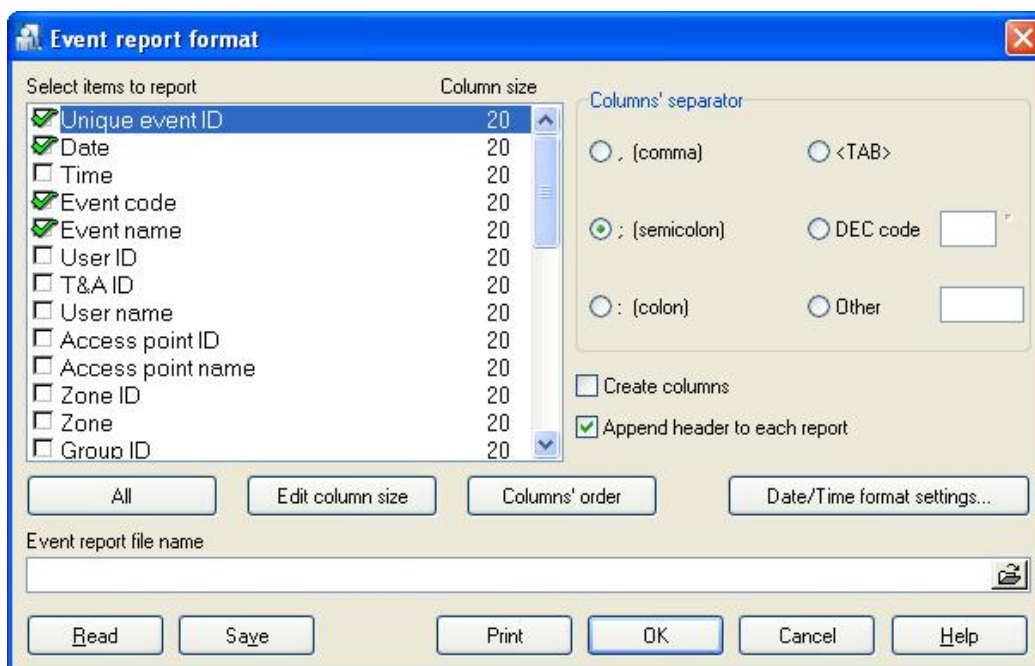 Event report format
Select items to report Column size
Unique event ID 20
Date 20
Time 20
Event code 20
Event name 20
User ID 20
T&A ID 20
User name 20
Access point ID 20
Access point name 20
Zone ID 20
Zone 20
Group ID 20
Columns' separator
, (comma) <TAB>
; (semicolon) DEC code
: (colon) Other
Create columns
Append header to each report
All Edit column size Columns' order Date/Time format settings...
Event report file name
Read Save Print OK Cancel Help